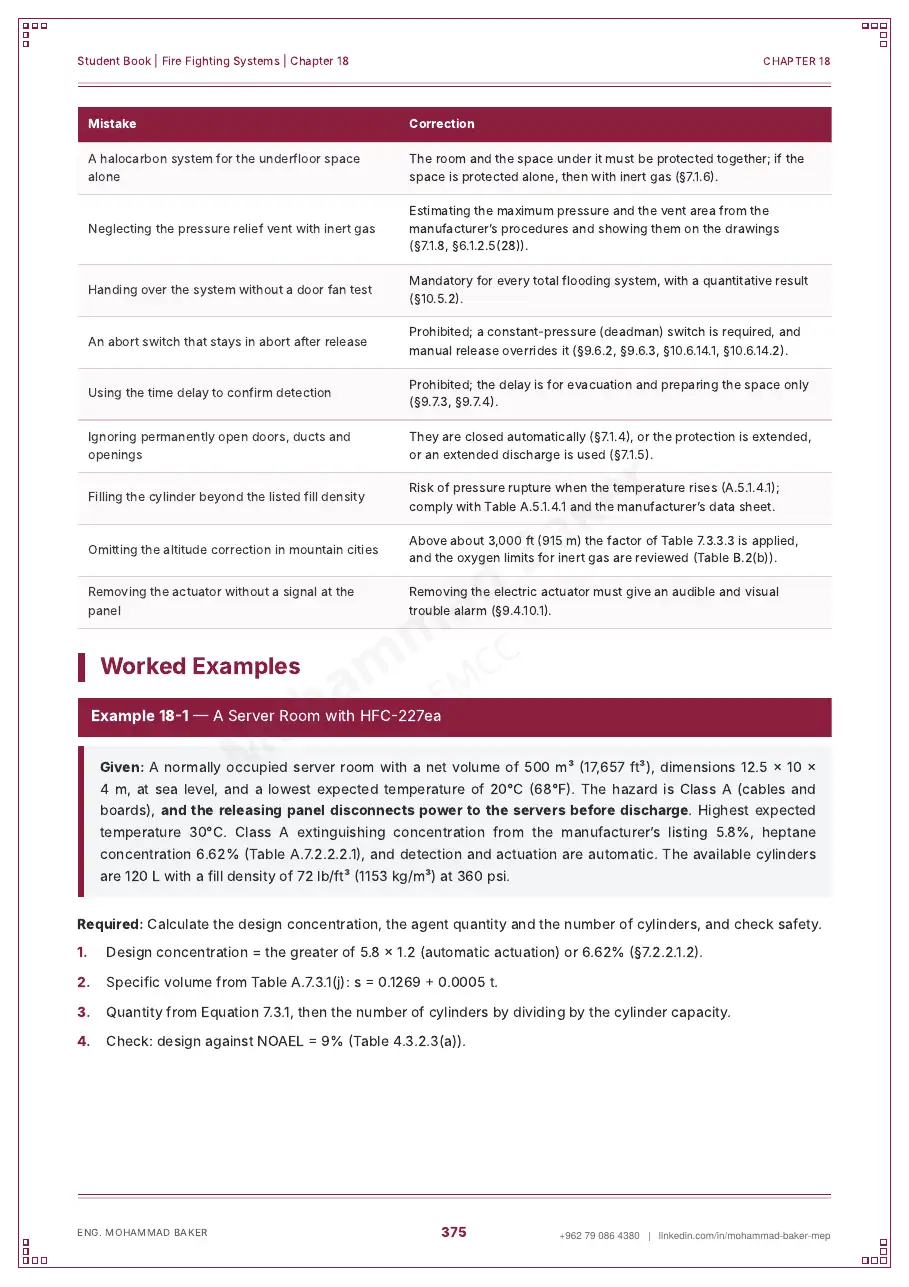 Student Book | Fire Fighting Systems | Chapter 18
CHAPTER 18
Mistake
Correction
A halocarbon system for the underfloor space
alone
The room and the space under it must be protected together; if the
space is protected alone, then with inert gas (§7.1.6).
Neglecting the pressure relief vent with inert gas
Estimating the maximum pressure and the vent area from the
manufacturer's procedures and showing them on the drawings
(§7.1.8, §6.1.2.5(28)).
Handing over the system without a door fan test
Mandatory for every total flooding system, with a quantitative result
(§10.5.2).
An abort switch that stays in abort after release
Prohibited; a constant-pressure (deadman) switch is required, and
manual release overrides it (§9.6.2, §9.6.3, §10.6.14.1, §10.6.14.2).
Using the time delay to confirm detection
Prohibited; the delay is for evacuation and preparing the space only
(§9.7.3, §9.7.4).
Ignoring permanently open doors, ducts and
openings
They are closed automatically (§7.1.4), or the protection is extended,
or an extended discharge is used (§7.1.5).
Filling the cylinder beyond the listed fill density
Risk of pressure rupture when the temperature rises (A.5.1.4.1);
comply with Table A.5.1.4.1 and the manufacturer's data sheet.
Omitting the altitude correction in mountain cities
Above about 3,000 ft (915 m) the factor of Table 7.3.3.3 is applied,
and the oxygen limits for inert gas are reviewed (Table B.2(b)).
Removing the actuator without a signal at the
panel
Removing the electric actuator must give an audible and visual
trouble alarm (§9.4.10.1).
Mohammad Baker
EMCC
Worked Examples
Example 18-1 — A Server Room with HFC-227ea
Given: A normally occupied server room with a net volume of 500 m³ (17,657 ft³), dimensions 12.5 × 10 ×
4 m, at sea level, and a lowest expected temperature of 20°C (68°F). The hazard is Class A (cables and
boards), and the releasing panel disconnects power to the servers before discharge. Highest expected
temperature 30°C. Class A extinguishing concentration from the manufacturer's listing 5.8%, heptane
concentration 6.62% (Table A.7.2.2.2.1), and detection and actuation are automatic. The available cylinders
are 120 L with a fill density of 72 lb/ft³ (1153 kg/m³) at 360 psi.
Required: Calculate the design concentration, the agent quantity and the number of cylinders, and check safety.
1. Design concentration = the greater of 5.8 × 1.2 (automatic actuation) or 6.62% (§7.2.2.1.2).
2. Specific volume from Table A.7.3.1(j): s = 0.1269 + 0.0005 t.
3. Quantity from Equation 7.3.1, then the number of cylinders by dividing by the cylinder capacity.
4. Check: design against NOAEL = 9% (Table 4.3.2.3(a)).
ENG. MOHAMMAD BAKER
375
+962 79 086 4380 | linkedin.com/in/mohammad-baker-mep